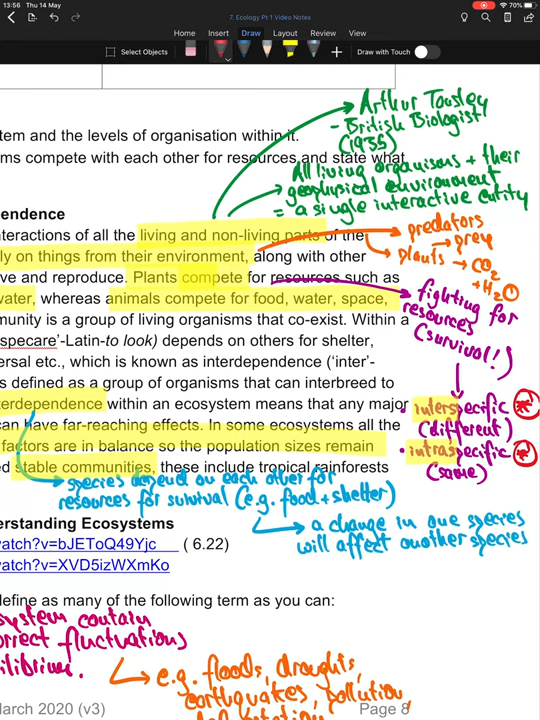 13:56 Thu 14 May
70%
7. Ecology Pt 1 Video Notes
Home Insert Draw Layout Review View
Select Objects
Draw with Touch
Arthur Tansley
- British Biologist
(1935)
tem and the levels of organisation within it.
ms compete with each other for resources and state what
All living organisms + their
geophysical environment
= a single interactive entity
endence
nteractions of all the living and non-living parts of the
ly on things from their environment, along with other
ve and reproduce. Plants compete for resources such as
water, whereas animals compete for food, water, space,
munity is a group of living organisms that co-exist. Within a
specare'-Latin-to look) depends on others for shelter,
ersal etc., which is known as interdependence ('inter'-
s defined as a group of organisms that can interbreed to
terdependence within an ecosystem means that any major
can have far-reaching effects. In some ecosystems all the
factors are in balance so the population sizes remain
ed stable communities, these include tropical rainforests
predators
→ prey
plants → CO2
+ H2O
fighting for
resources
(survival!)
• interspecific
(different)
• intraspecific
(same)
species depend on each other for
resources for survival (e.g. food + shelter)
a change in one species
will affect another species
erstanding Ecosystems
watch?v=bJEToQ49Yjc ( 6.22)
watch?v=XVD5izWXmKo
define as many of the following term as you can:
system contain
orrect fluctuations
ilibrium.
e.g. floods, droughts,
earthquakes, pollution,
March 2020 (v3)
Page 8